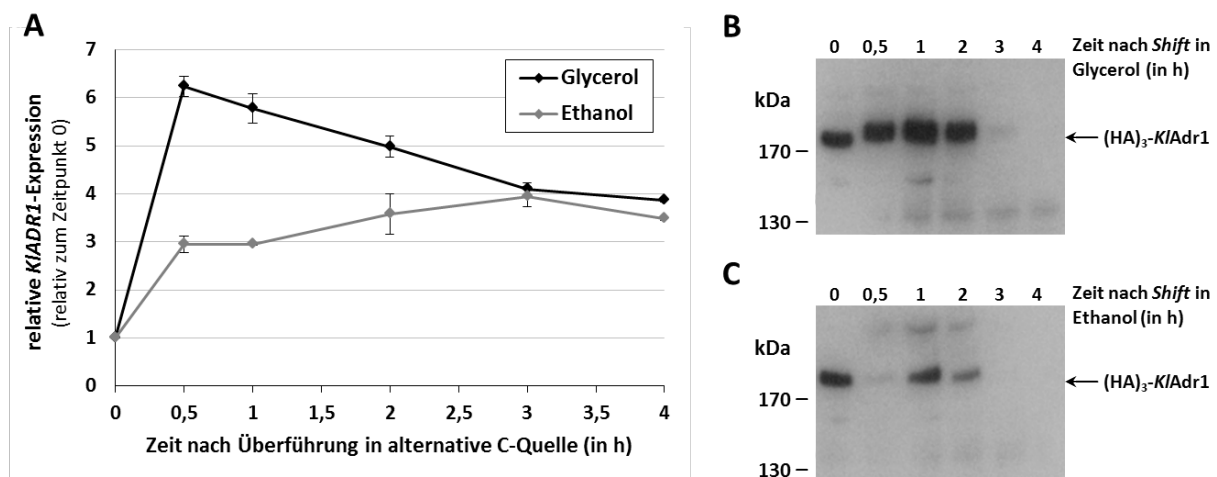 A
relative KlADR1-Expression
(relativ zum Zeitpunkt 0)
7
6
5
4
3
2
1
0
Glycerol
Ethanol
0 0,5 1 1,5 2 2,5 3 3,5 4
Zeit nach Überführung in alternative C-Quelle (in h)
B
0 0,5 1 2 3 4 Zeit nach Shift in
Glycerol (in h)
kDa
170 –
(HA)₃-KlAdr1
130 –
C
0 0,5 1 2 3 4 Zeit nach Shift in
Ethanol (in h)
kDa
170 –
(HA)₃-KlAdr1
130 –